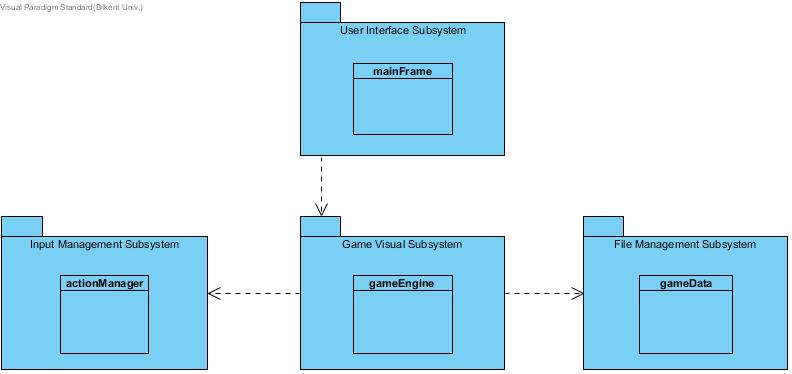 Visual Paradigm Standard(Bilkent Univ.)
User Interface Subsystem
mainFrame
Input Management Subsystem
actionManager
Game Visual Subsystem
gameEngine
File Management Subsystem
gameData